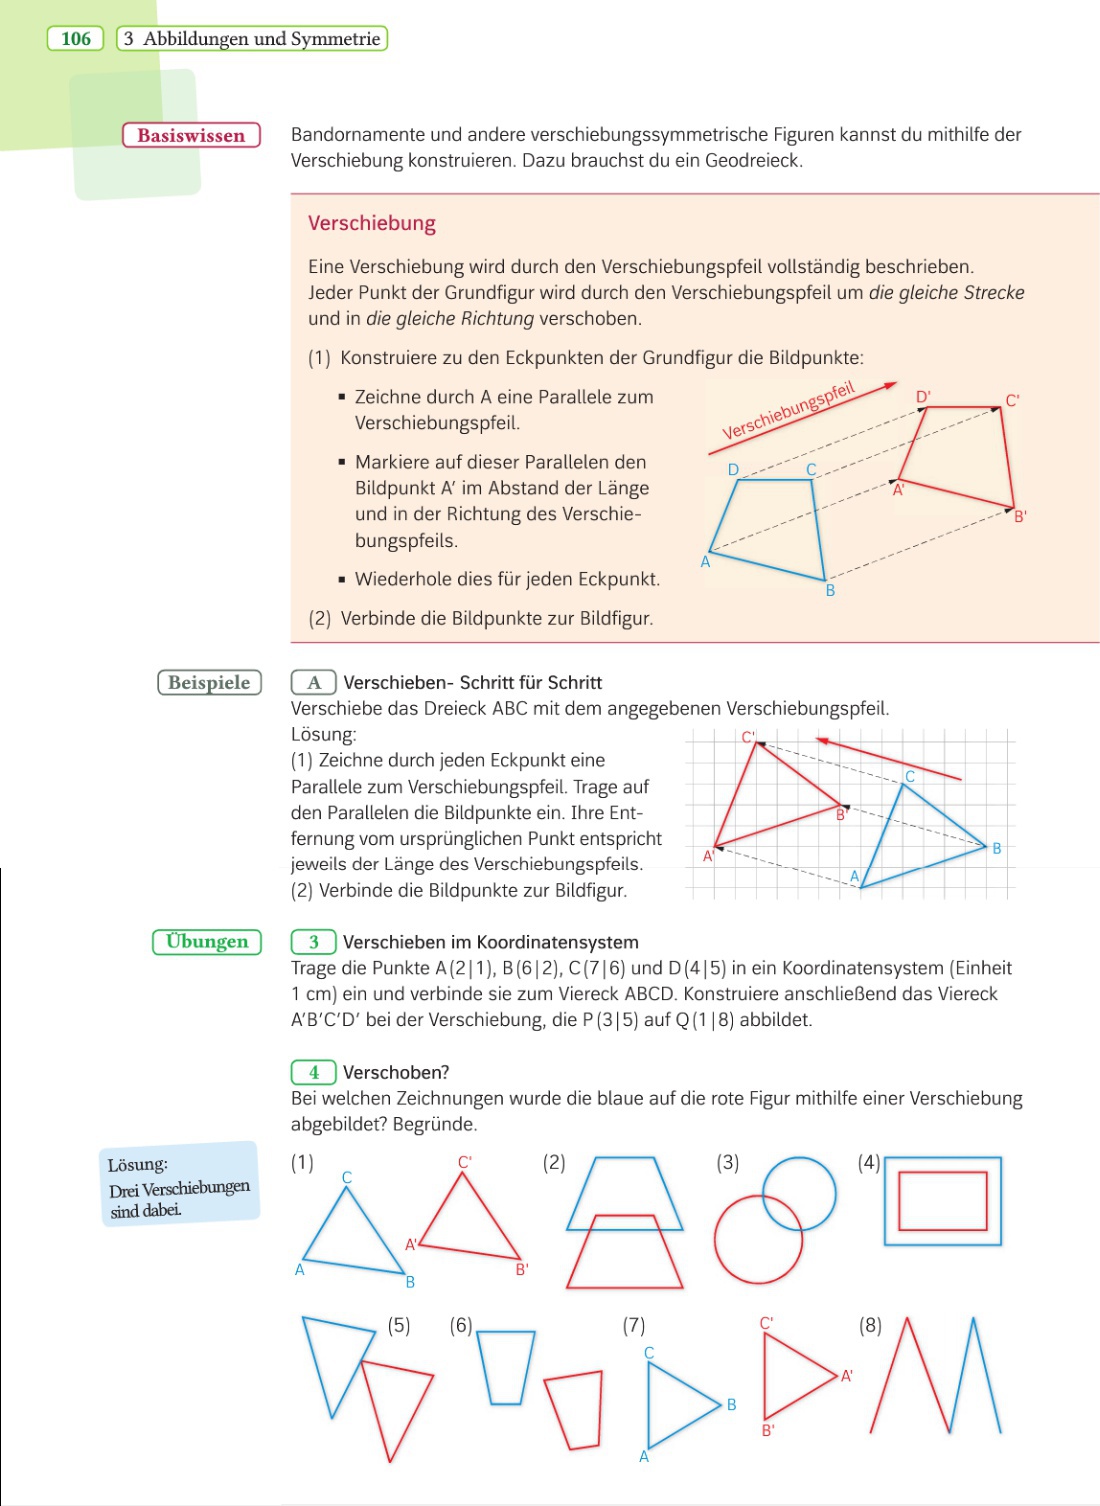 106
3 Abbildungen und Symmetrie
Basiswissen
Bandornamente und andere verschiebungssymmetrische Figuren kannst du mithilfe der
Verschiebung konstruieren. Dazu brauchst du ein Geodreieck.
Verschiebung
Eine Verschiebung wird durch den Verschiebungspfeil vollständig beschrieben.
Jeder Punkt der Grundfigur wird durch den Verschiebungspfeil um die gleiche Strecke
und in die gleiche Richtung verschoben.
(1) Konstruiere zu den Eckpunkten der Grundfigur die Bildpunkte:
▪ Zeichne durch A eine Parallele zum
Verschiebungspfeil.
▪ Markiere auf dieser Parallelen den
Bildpunkt A' im Abstand der Länge
und in der Richtung des Verschie-
bungspfeils.
▪ Wiederhole dies für jeden Eckpunkt.
(2) Verbinde die Bildpunkte zur Bildfigur.
Verschiebungspfeil
D'
C'
D
C
A'
B'
A
B
Beispiele
A Verschieben- Schritt für Schritt
Verschiebe das Dreieck ABC mit dem angegebenen Verschiebungspfeil.
Lösung:
(1) Zeichne durch jeden Eckpunkt eine
Parallele zum Verschiebungspfeil. Trage auf
den Parallelen die Bildpunkte ein. Ihre Ent-
fernung vom ursprünglichen Punkt entspricht
jeweils der Länge des Verschiebungspfeils.
(2) Verbinde die Bildpunkte zur Bildfigur.
C'
C
B'
B
A'
A
Übungen
3 Verschieben im Koordinatensystem
Trage die Punkte A(2|1), B(6|2), C(7|6) und D(4|5) in ein Koordinatensystem (Einheit
1 cm) ein und verbinde sie zum Viereck ABCD. Konstruiere anschließend das Viereck
A'B'C'D' bei der Verschiebung, die P(3|5) auf Q(1|8) abbildet.
4 Verschoben?
Bei welchen Zeichnungen wurde die blaue auf die rote Figur mithilfe einer Verschiebung
abgebildet? Begründe.
Lösung:
Drei Verschiebungen
sind dabei.
(1)
C
C'
A
A'
B
B'
(2)
(3)
(4)
(5)
(6)
(7)
C
B
A
C'
A'
B'
(8)